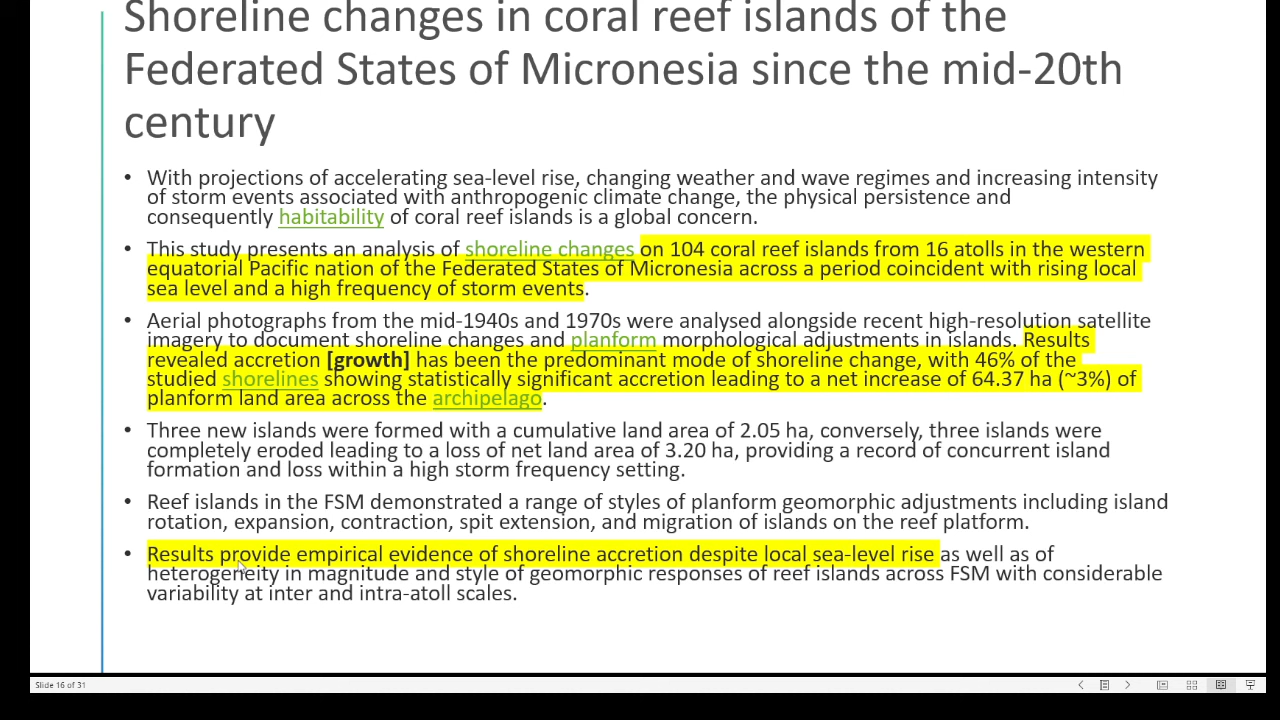 Shoreline changes in coral reef islands of the
Federated States of Micronesia since the mid-20th
century
• With projections of accelerating sea-level rise, changing weather and wave regimes and increasing intensity
of storm events associated with anthropogenic climate change, the physical persistence and
consequently habitability of coral reef islands is a global concern.
• This study presents an analysis of shoreline changes on 104 coral reef islands from 16 atolls in the western
equatorial Pacific nation of the Federated States of Micronesia across a period coincident with rising local
sea level and a high frequency of storm events.
• Aerial photographs from the mid-1940s and 1970s were analysed alongside recent high-resolution satellite
imagery to document shoreline changes and planform morphological adjustments in islands. Results
revealed accretion [growth] has been the predominant mode of shoreline change, with 46% of the
studied shorelines showing statistically significant accretion leading to a net increase of 64.37 ha (~3%) of
planform land area across the archipelago.
• Three new islands were formed with a cumulative land area of 2.05 ha, conversely, three islands were
completely eroded leading to a loss of net land area of 3.20 ha, providing a record of concurrent island
formation and loss within a high storm frequency setting.
• Reef islands in the FSM demonstrated a range of styles of planform geomorphic adjustments including island
rotation, expansion, contraction, spit extension, and migration of islands on the reef platform.
• Results provide empirical evidence of shoreline accretion despite local sea-level rise as well as of
heterogeneity in magnitude and style of geomorphic responses of reef islands across FSM with considerable
variability at inter and intra-atoll scales.
Slide 16 of 31